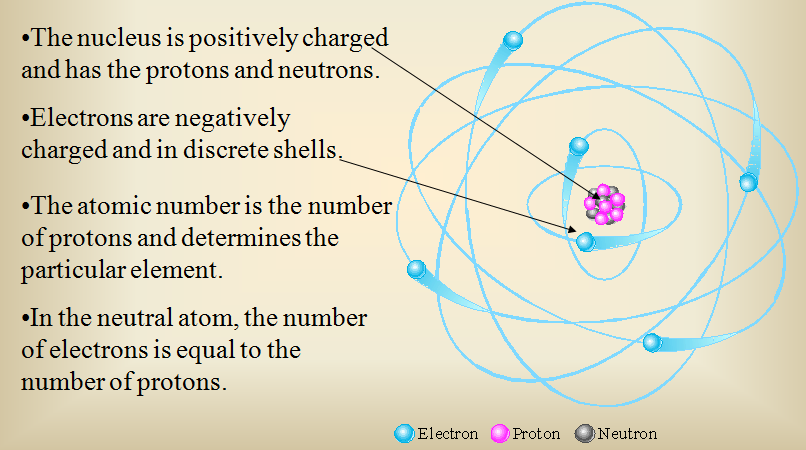 •The nucleus is positively charged
and has the protons and neutrons.
•Electrons are negatively
charged and in discrete shells.
•The atomic number is the number
of protons and determines the
particular element.
•In the neutral atom, the number
of electrons is equal to the
number of protons.
Electron Proton Neutron